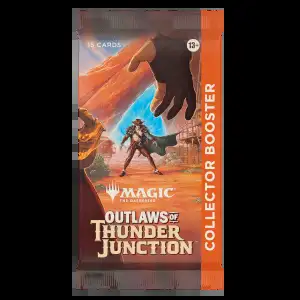 15 CARDS
13+
COLLECTOR BOOSTER
MAGIC
THE GATHERING
OUTLAWS OF
THUNDER JUNCTION